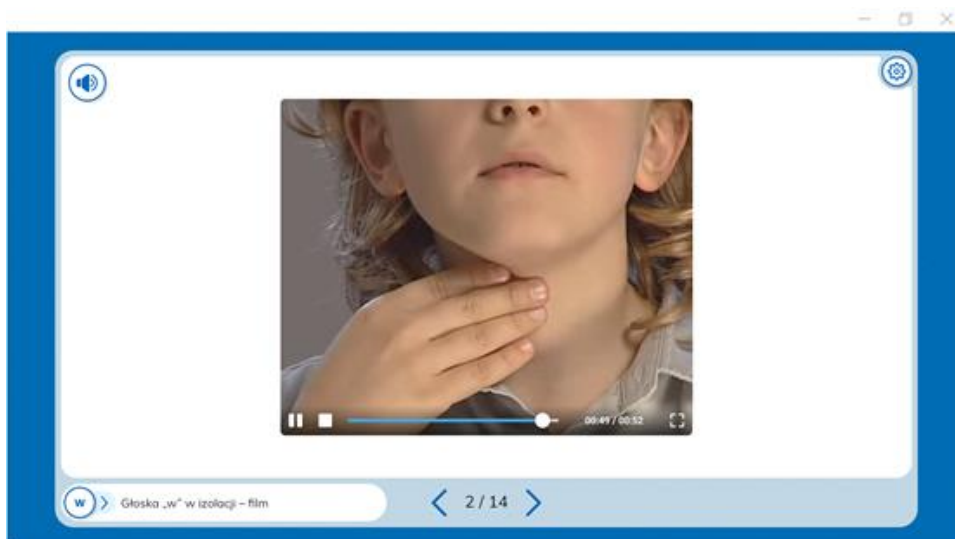 00:49 / 00:52
w
Głoska „w” w izolacji – film
2 / 14